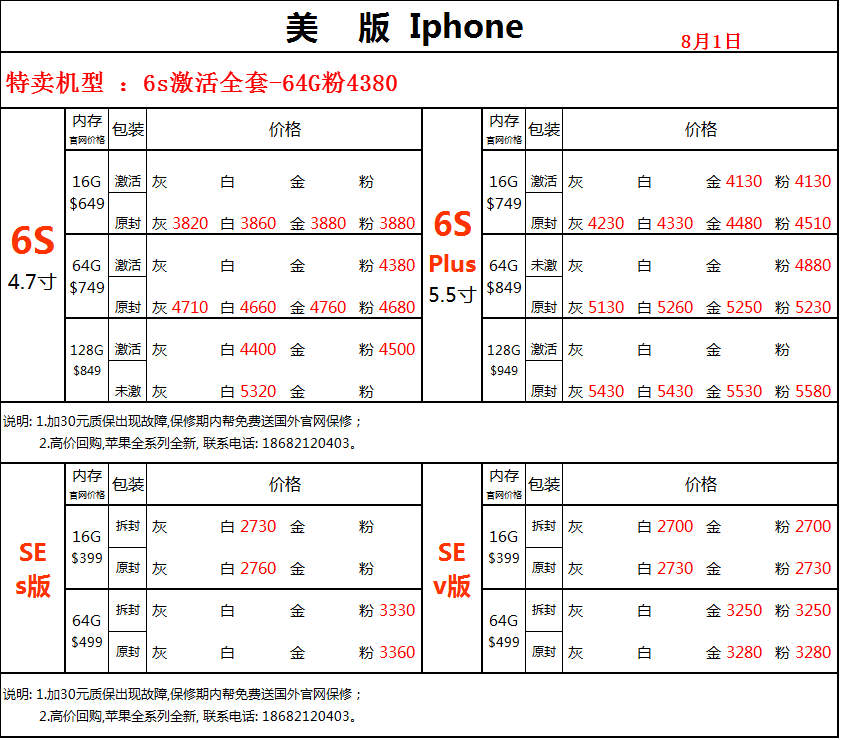 美 版 Iphone
8月1日
特卖机型 ：6s激活全套-64G粉4380
内存 官网价格 包装 价格
6S
4.7寸
16G $649
激活 灰 白 金 粉
原封 灰 3820 白 3860 金 3880 粉 3880
64G $749
激活 灰 白 金 粉 4380
原封 灰 4710 白 4660 金 4760 粉 4680
128G $849
激活 灰 白 4400 金 粉 4500
未激 灰 白 5320 金 粉
内存 官网价格 包装 价格
6S
Plus
5.5寸
16G $749
激活 灰 白 金 4130 粉 4130
原封 灰 4230 白 4330 金 4480 粉 4510
64G $849
未激 灰 白 金 粉 4880
原封 灰 5130 白 5260 金 5250 粉 5230
128G $949
激活 灰 白 金 粉
原封 灰 5430 白 5430 金 5530 粉 5580
说明: 1.加30元质保出现故障,保修期内帮免费送国外官网保修；
2.高价回购,苹果全系列全新, 联系电话: 18682120403。
内存 官网价格 包装 价格
SE
s版
16G $399
拆封 灰 白 2730 金 粉
原封 灰 白 2760 金 粉
64G $499
拆封 灰 白 金 粉 3330
原封 灰 白 金 粉 3360
内存 官网价格 包装 价格
SE
v版
16G $399
拆封 灰 白 2700 金 粉 2700
原封 灰 白 2730 金 粉 2730
64G $499
拆封 灰 白 金 3250 粉 3250
原封 灰 白 金 3280 粉 3280
说明: 1.加30元质保出现故障,保修期内帮免费送国外官网保修；
2.高价回购,苹果全系列全新, 联系电话: 18682120403。